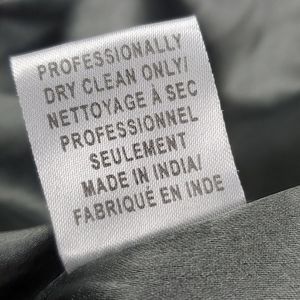 PROFESSIONALLY
DRY CLEAN ONLY/
NETTOYAGE À SEC
PROFESSIONNEL
SEULEMENT
MADE IN INDIA/
FABRIQUÉ EN INDE